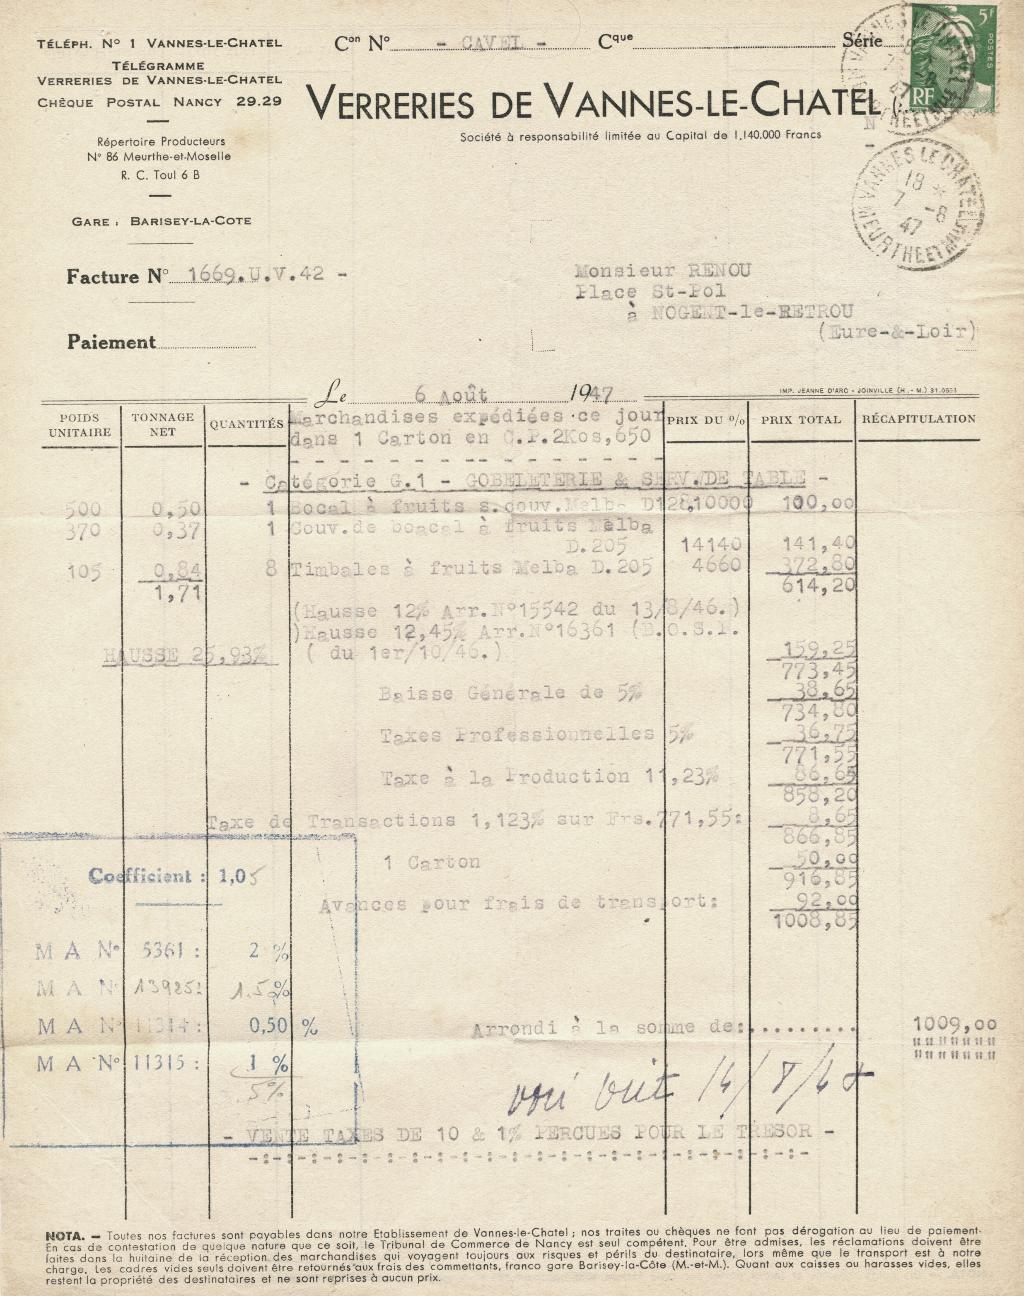 TÉLÉPH. N° 1 VANNES-LE-CHATEL
TÉLÉGRAMME
VERRERIES DE VANNES-LE-CHATEL
CHÈQUE POSTAL NANCY 29.29
Répertoire Producteurs
N° 86 Meurthe-et-Moselle
R. C. Toul 6 B
GARE : BARISEY-LA-COTE
Con N° - CAVEL - Cque Série
VERRERIES DE VANNES-LE-CHATEL
Société à responsabilité limitée au Capital de 1.140.000 Francs
N
5F
POSTES
RF
VANNES LE CHATEL
18
7 -8
47
MEURTHE ET MLLE
Facture N° 1669.U.V.42 -
Paiement
Monsieur RENOU
Place St-Pol
à NOGENT-le-RETROU
(Eure-&-Loir)
Le 6 Août 1947
IMP. JEANNE D'ARC - JOINVILLE (H.-M.)
POIDS UNITAIRE TONNAGE NET QUANTITÉS PRIX DU % PRIX TOTAL RÉCAPITULATION
Marchandises expédiées ce jour
dans 1 Carton en C.P.2Kos,650
- Catégorie G.1 - GOBELETERIE & SERV.DE TABLE -
500 0,50 1 Bocal à fruits s.couv.Melba D128 10000 100,00
370 0,37 1 Couv.de boacal à fruits Melba
D.205 14140 141,40
105 0,84 8 Timbales à fruits Melba D.205 4660 372,80
1,71 614,20
(Hausse 12% Arr.N°15542 du 13/8/46.)
)Hausse 12,45% Arr.N°16361 (B.O.S.P.
HAUSSE 25,93% ( du 1er/10/46.) 159,25
773,45
Baisse Générale de 5% 38,65
734,80
Taxes Professionnelles 5% 36,75
771,55
Taxe à la Production 11,23% 86,65
858,20
Taxe de Transactions 1,123% sur Frs.771,55: 8,65
866,85
1 Carton 50,00
916,85
Avances pour frais de transport: 92,00
1008,85
Coefficient : 1,05
M A N° 5361 : 2 %
M A N° 13925: 1.5%
M A N° 11314 : 0,50 %
M A N° 11315 : 1 %
5%
Arrondi à la somme de:......... 1009,00
14/8/47
- VENTE TAXES DE 10 & 1% PERCUES POUR LE TRESOR -
NOTA. — Toutes nos factures sont payables dans notre Etablissement de Vannes-le-Chatel ; nos traites ou chèques ne font pas dérogation au lieu de paiement-
En cas de contestation de quelque nature que ce soit, le Tribunal de Commerce de Nancy est seul compétent. Pour être admises, les réclamations doivent être
faites dans la huitaine de la réception des marchandises qui voyagent toujours aux risques et périls du destinataire, lors même que le transport est à notre
charge. Les cadres vides seuls doivent être retournés aux frais des commettants, franco gare Barisey-la-Côte (M.-et-M.). Quant aux caisses ou harasses vides, elles
restent la propriété des destinataires et ne sont reprises à aucun prix.